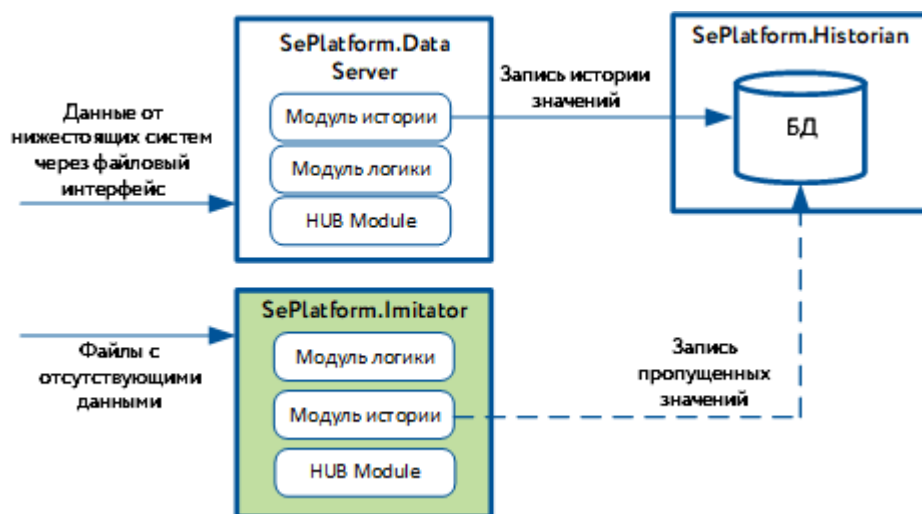 SePlatform.Data
Server
Модуль истории
Модуль логики
HUB Module
Данные от
нижестоящих систем
через файловый
интерфейс
Запись истории
значений
SePlatform.Historian
БД
SePlatform.Imitator
Модуль логики
Модуль истории
HUB Module
Файлы с
отсутствующими
данными
Запись
пропущенных
значений